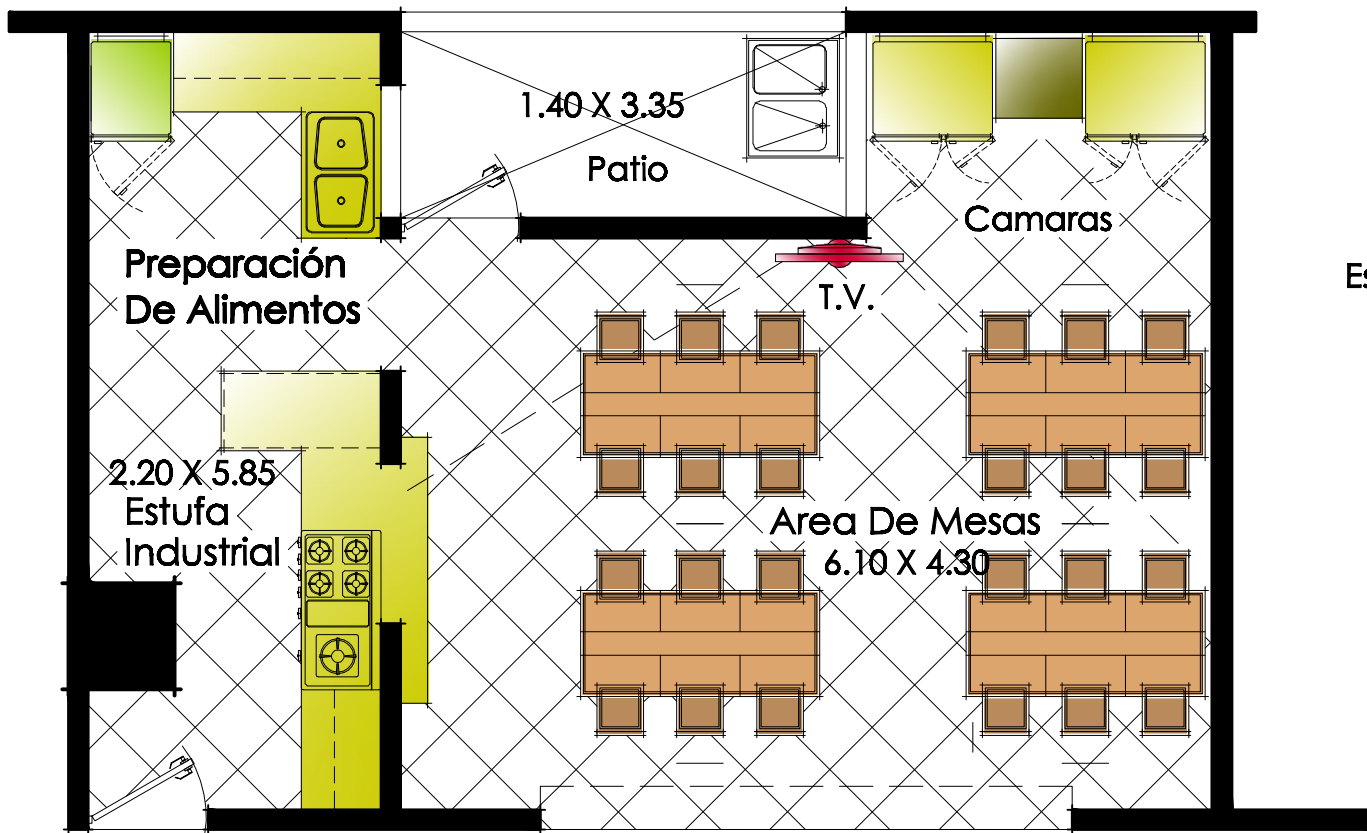 1.40 X 3.35
Patio
Camaras
Preparación
De Alimentos
T.V.
Es
2.20 X 5.85
Estufa
Industrial
Area De Mesas
6.10 X 4.30